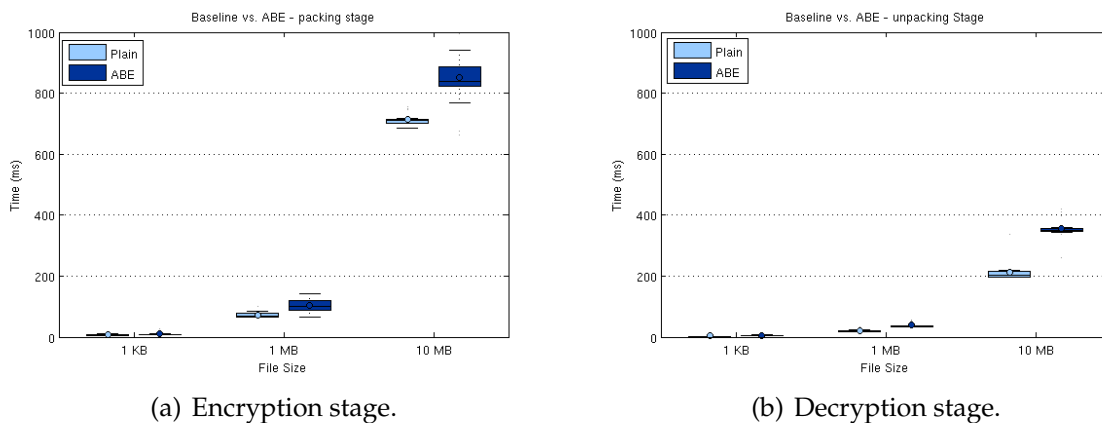 Baseline vs. ABE - packing stage
Plain
ABE
1000
800
600
400
200
0
Time (ms)
1 KB
1 MB
10 MB
File Size
(a) Encryption stage.
Baseline vs. ABE - unpacking Stage
Plain
ABE
1000
800
600
400
200
0
Time (ms)
1 KB
1 MB
10 MB
File Size
(b) Decryption stage.